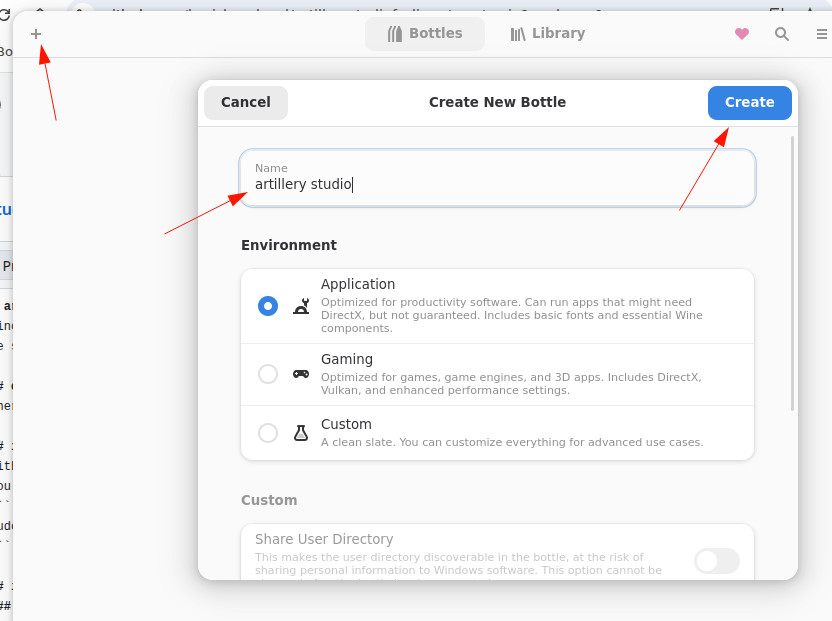 Bottles
Library
Cancel
Create New Bottle
Create
Name
artillery studio
Environment
Application
Optimized for productivity software. Can run apps that might need
DirectX, but not guaranteed. Includes basic fonts and essential Wine
components.
Gaming
Optimized for games, game engines, and 3D apps. Includes DirectX,
Vulkan, and enhanced performance settings.
Custom
A clean slate. You can customize everything for advanced use cases.
Custom
Share User Directory
This makes the user directory discoverable in the bottle, at the risk of
sharing personal information to Windows software. This option cannot be